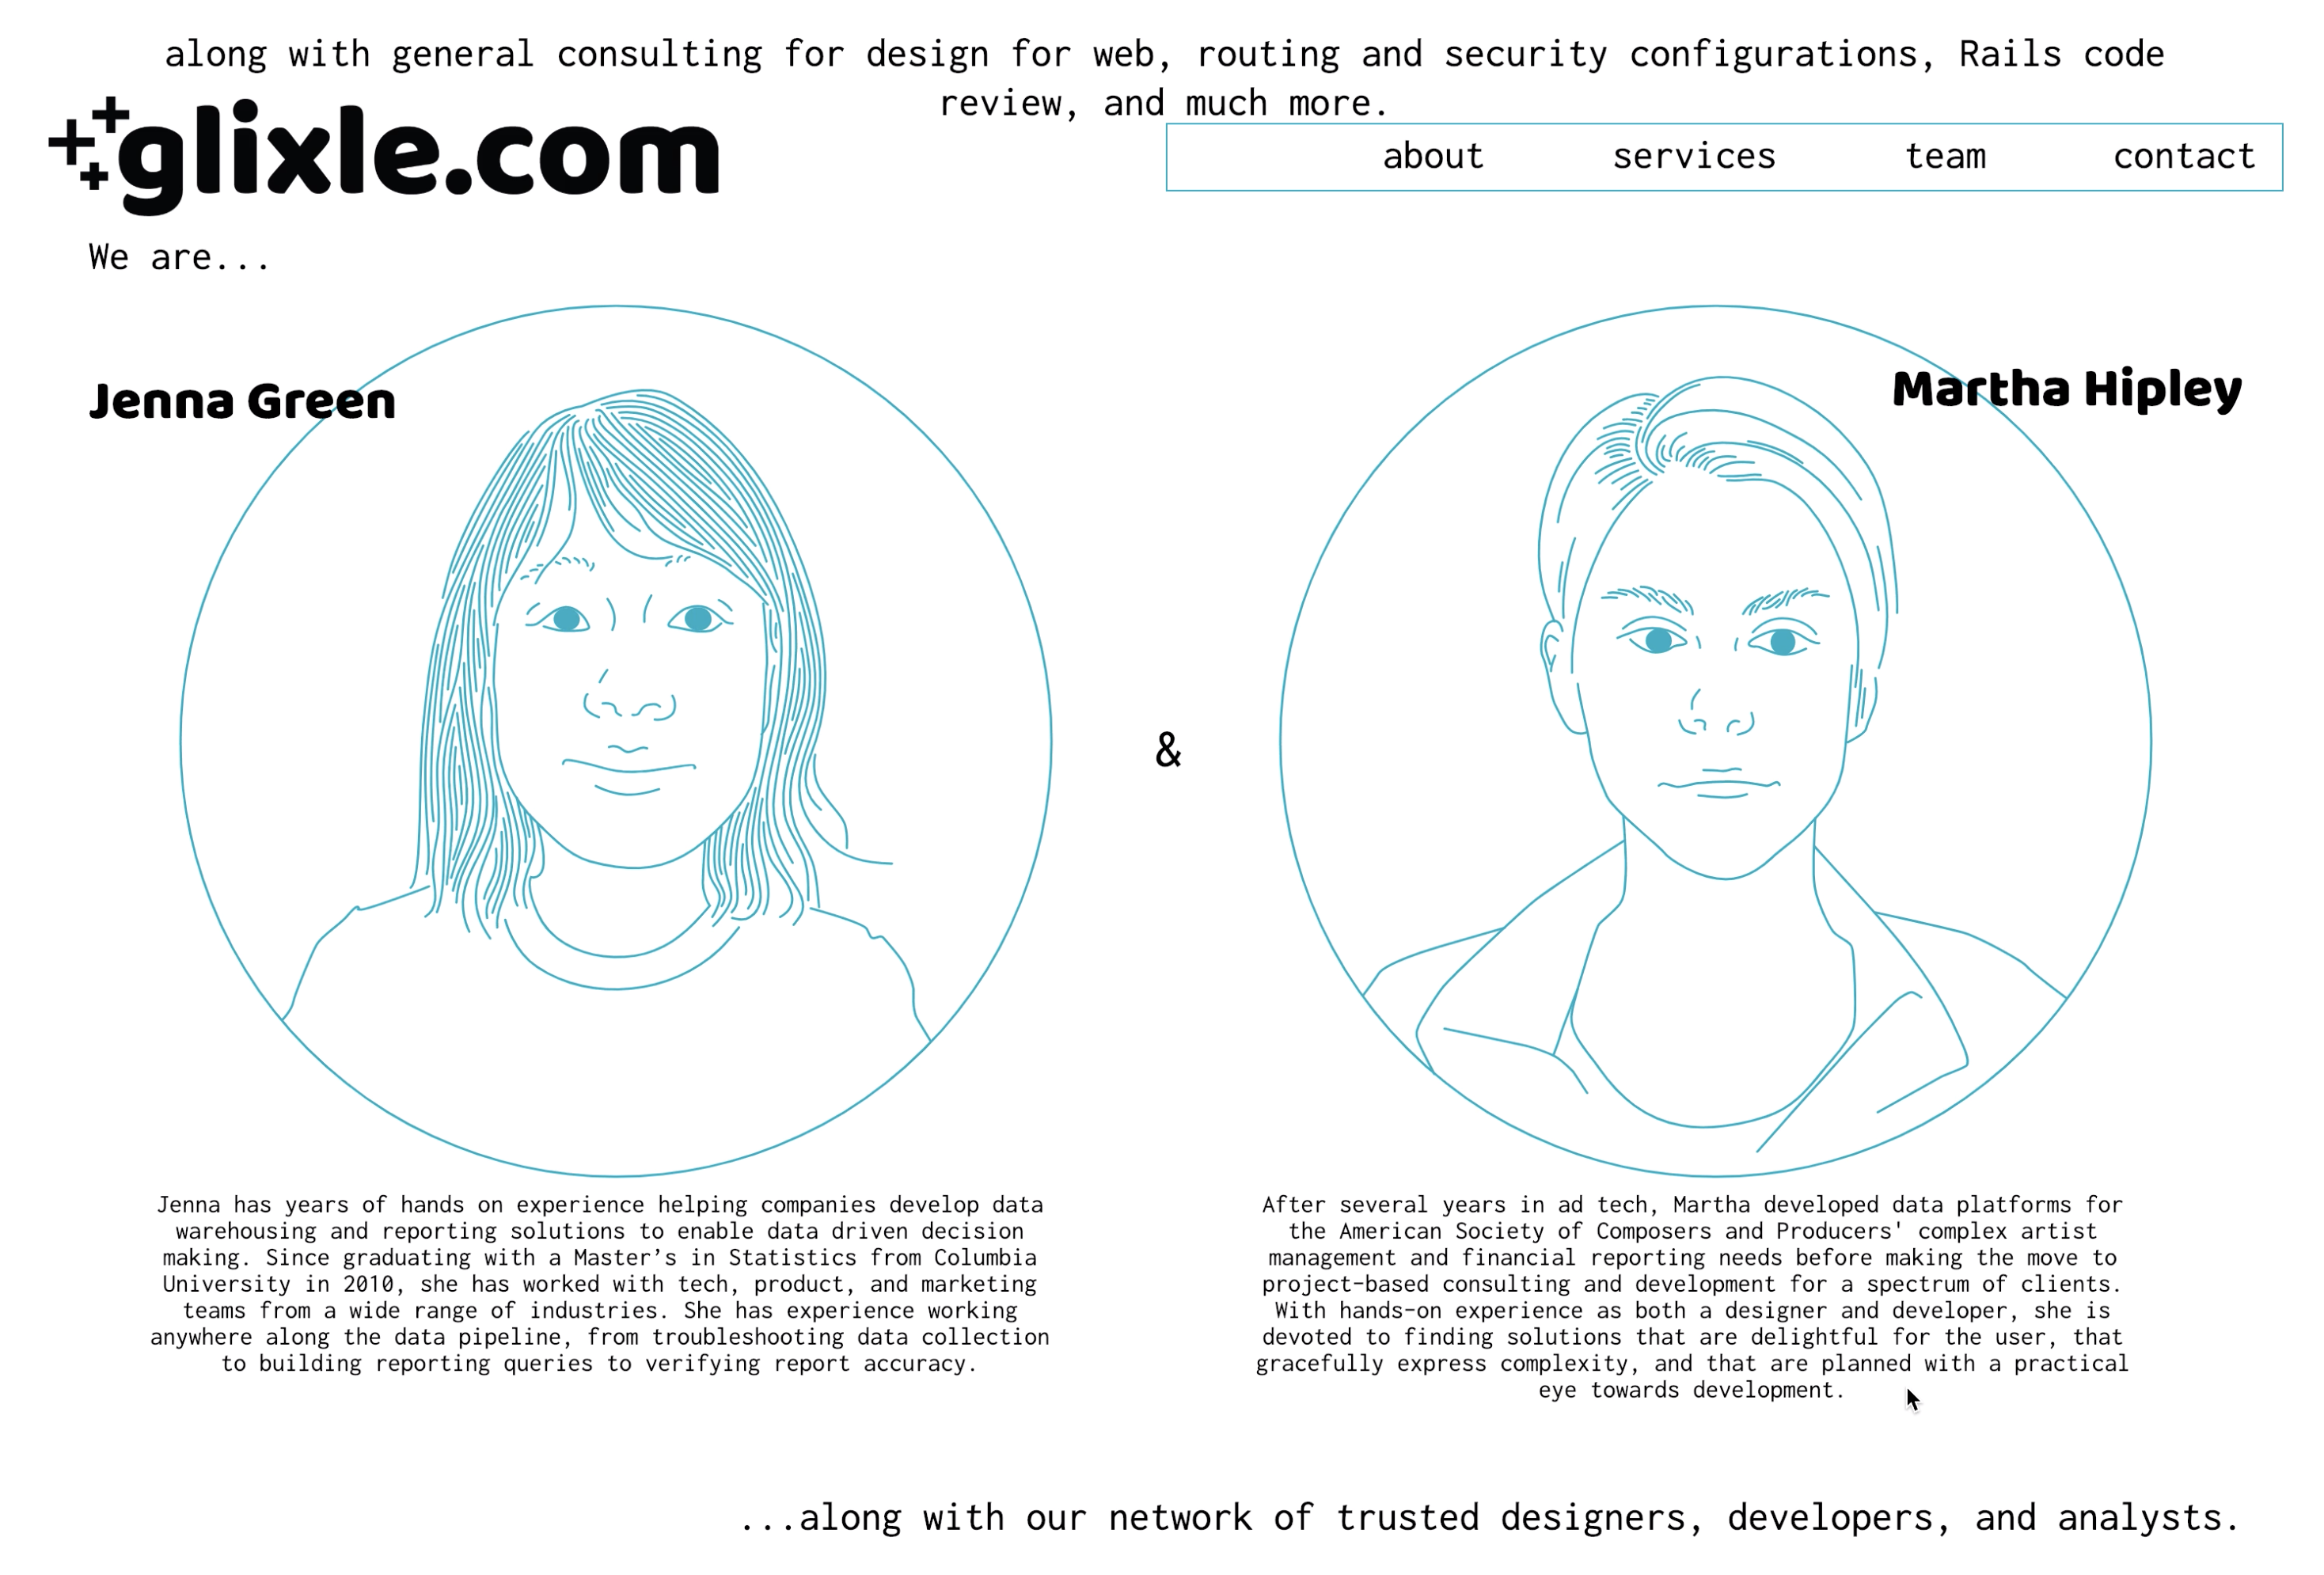 along with general consulting for design for web, routing and security configurations, Rails code
review, and much more.
glixle.com
about services team contact
We are...
Jenna Green
Martha Hipley
&
Jenna has years of hands on experience helping companies develop data
warehousing and reporting solutions to enable data driven decision
making. Since graduating with a Master’s in Statistics from Columbia
University in 2010, she has worked with tech, product, and marketing
teams from a wide range of industries. She has experience working
anywhere along the data pipeline, from troubleshooting data collection
to building reporting queries to verifying report accuracy.
After several years in ad tech, Martha developed data platforms for
the American Society of Composers and Producers' complex artist
management and financial reporting needs before making the move to
project-based consulting and development for a spectrum of clients.
With hands-on experience as both a designer and developer, she is
devoted to finding solutions that are delightful for the user, that
gracefully express complexity, and that are planned with a practical
eye towards development.
...along with our network of trusted designers, developers, and analysts.